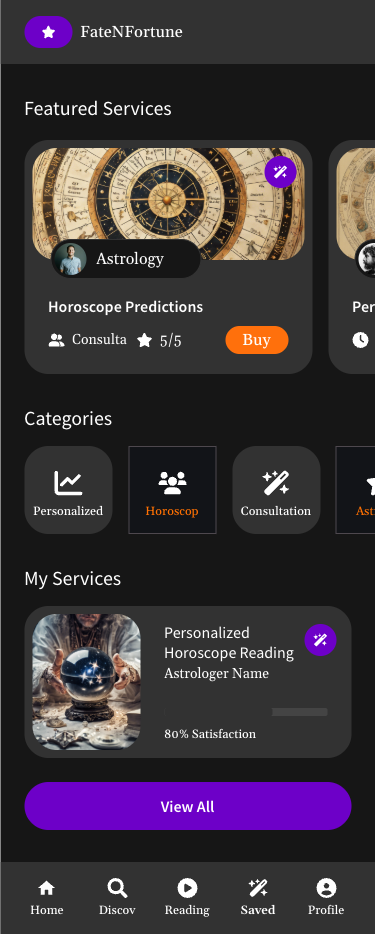 FateNFortune
Featured Services
Astrology
Horoscope Predictions
Consulta
5/5
Buy
Per
Categories
Personalized
Horoscop
Consultation
Ast
My Services
Personalized
Horoscope Reading
Astrologer Name
80% Satisfaction
View All
Home
Discov
Reading
Saved
Profile